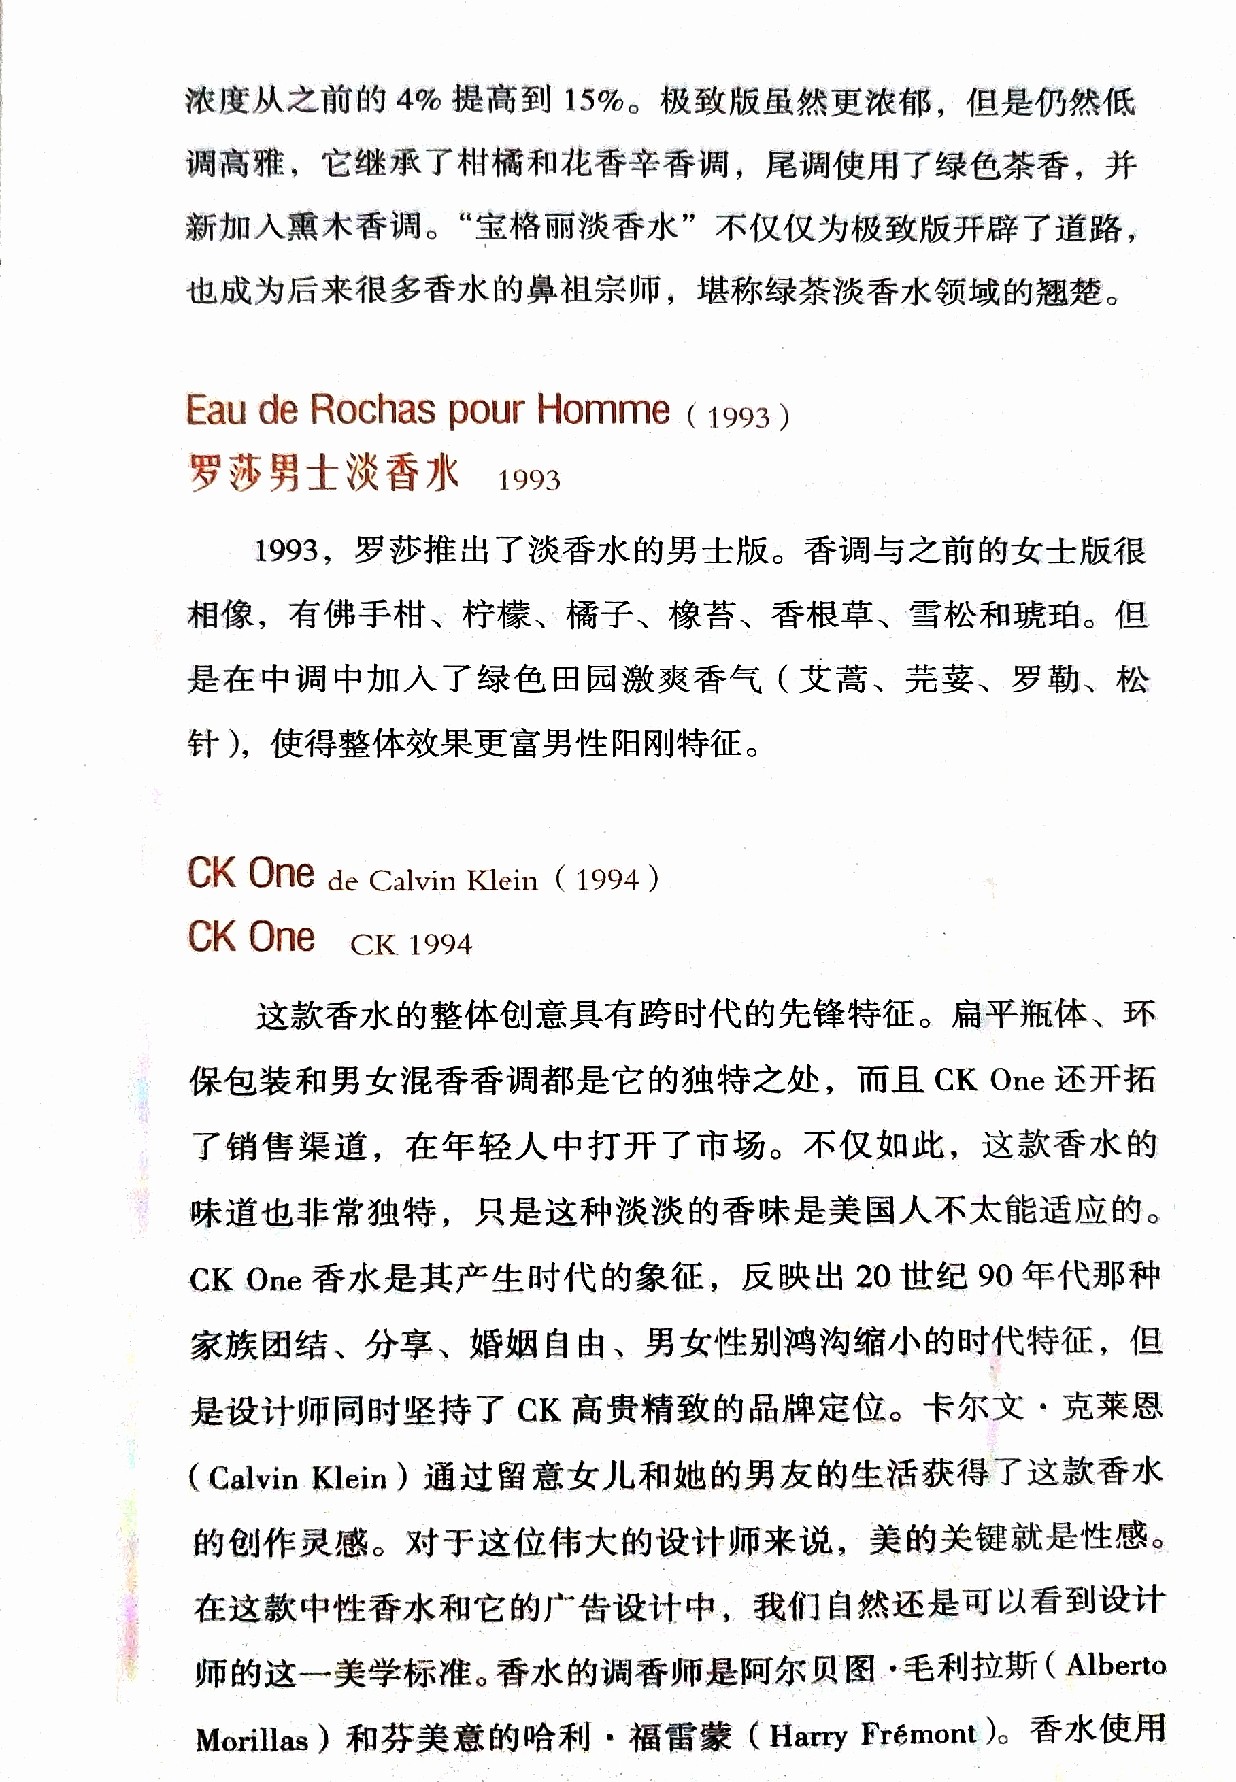 浓度从之前的 4% 提高到 15%。极致版虽然更浓郁，但是仍然低
调高雅，它继承了柑橘和花香辛香调，尾调使用了绿色茶香，并
新加入熏木香调。“宝格丽淡香水”不仅仅为极致版开辟了道路，
也成为后来很多香水的鼻祖宗师，堪称绿茶淡香水领域的翘楚。
Eau de Rochas pour Homme（1993）
罗莎男士淡香水 1993
1993，罗莎推出了淡香水的男士版。香调与之前的女士版很
相像，有佛手柑、柠檬、橘子、橡苔、香根草、雪松和琥珀。但
是在中调中加入了绿色田园激爽香气（艾蒿、芫荽、罗勒、松
针），使得整体效果更富男性阳刚特征。
CK One de Calvin Klein（1994）
CK One CK 1994
这款香水的整体创意具有跨时代的先锋特征。扁平瓶体、环
保包装和男女混香香调都是它的独特之处，而且 CK One 还开拓
了销售渠道，在年轻人中打开了市场。不仅如此，这款香水的
味道也非常独特，只是这种淡淡的香味是美国人不太能适应的。
CK One 香水是其产生时代的象征，反映出 20 世纪 90 年代那种
家族团结、分享、婚姻自由、男女性别鸿沟缩小的时代特征，但
是设计师同时坚持了 CK 高贵精致的品牌定位。卡尔文·克莱恩
（Calvin Klein）通过留意女儿和她的男友的生活获得了这款香水
的创作灵感。对于这位伟大的设计师来说，美的关键就是性感。
在这款中性香水和它的广告设计中，我们自然还是可以看到设计
师的这一美学标准。香水的调香师是阿尔贝图·毛利拉斯（Alberto
Morillas）和芬美意的哈利·福雷蒙（Harry Frémont）。香水使用